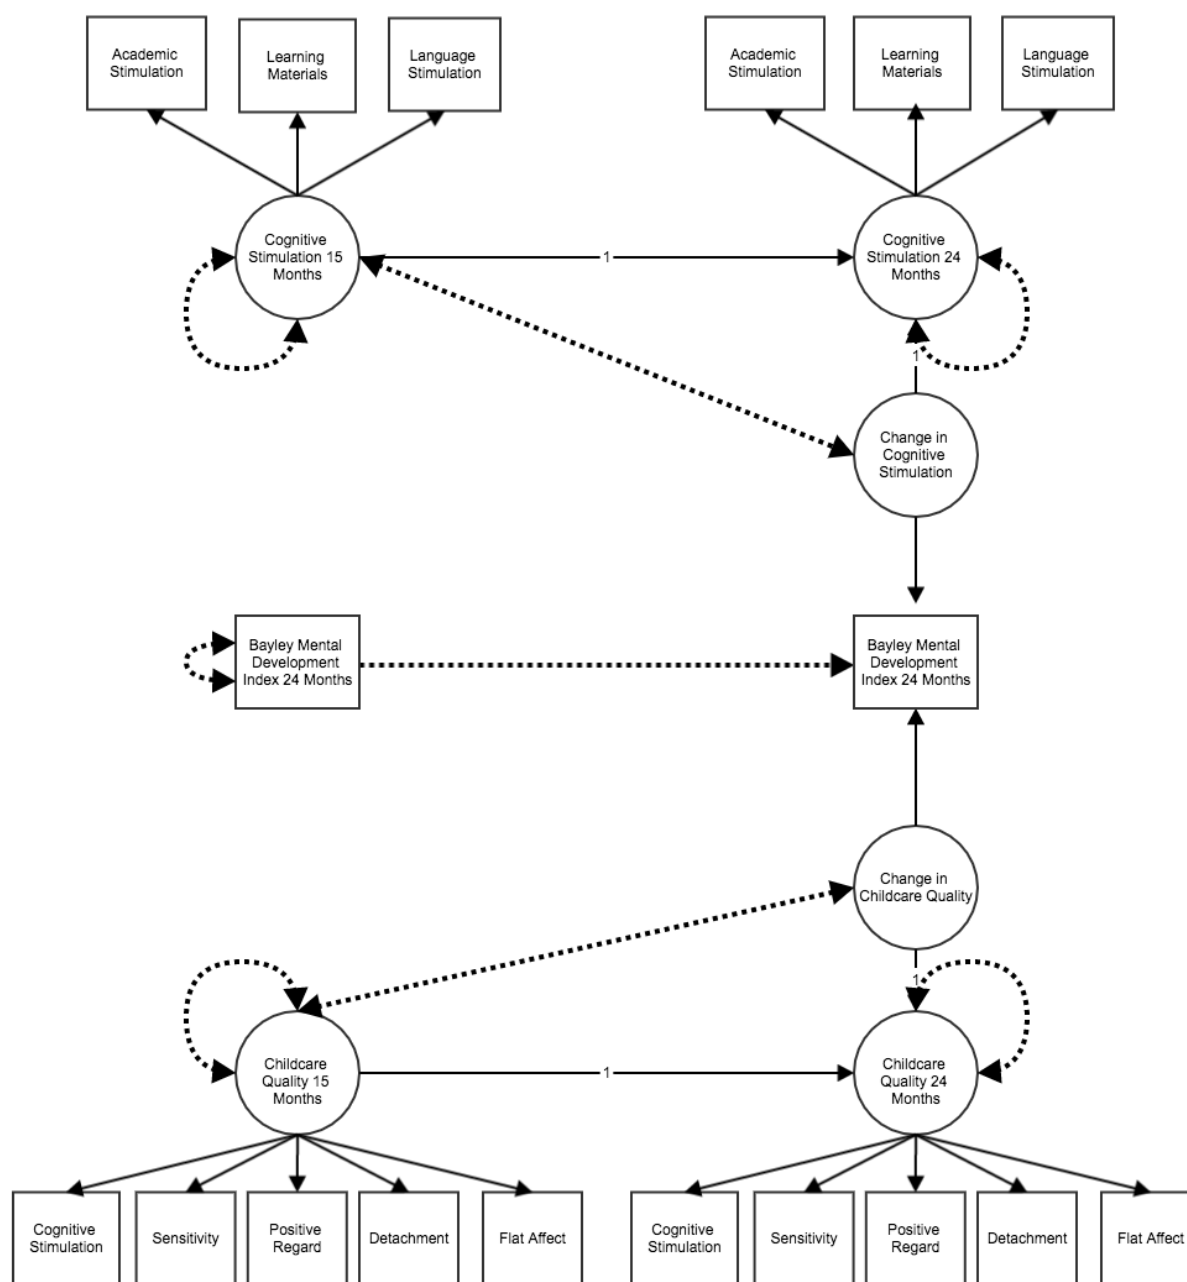 Academic
Stimulation
Learning
Materials
Language
Stimulation
Academic
Stimulation
Learning
Materials
Language
Stimulation
Cognitive
Stimulation 15
Months
1
Cognitive
Stimulation 24
Months
1
Change in
Cognitive
Stimulation
Bayley Mental
Development
Index 24 Months
Bayley Mental
Development
Index 24 Months
Change in
Childcare Quality
1
Childcare
Quality 15
Months
1
Childcare
Quality 24
Months
Cognitive
Stimulation
Sensitivity
Positive
Regard
Detachment
Flat Affect
Cognitive
Stimulation
Sensitivity
Positive
Regard
Detachment
Flat Affect